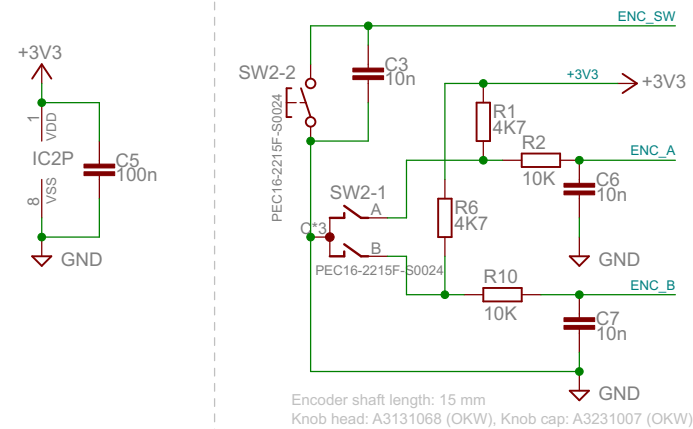 +3V3
1
VDD
IC2P
C5
100n
VSS
8
GND
ENC_SW
SW2-2
C3
10n
PEC16-2215F-S0024
+3V3
+3V3
R1
4K7
R2
10K
ENC_A
C6
10n
SW2-1
A
C*3
B
PEC16-2215F-S0024
R6
4K7
GND
R10
10K
ENC_B
C7
10n
GND
Encoder shaft length: 15 mm
Knob head: A3131068 (OKW), Knob cap: A3231007 (OKW)